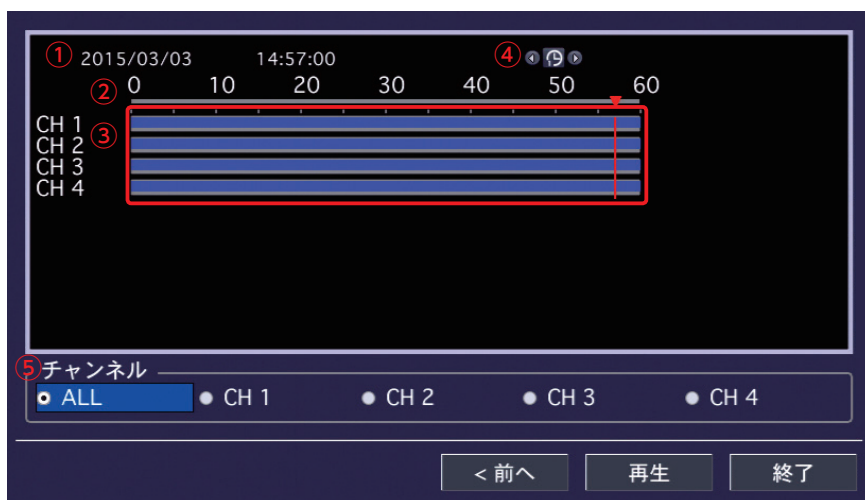 ① 2015/03/03 14:57:00 ④
② 0 10 20 30 40 50 60
CH 1
③
CH 2
CH 3
CH 4
⑤チャンネル
ALL CH 1 CH 2 CH 3 CH 4
< 前へ 再生 終了